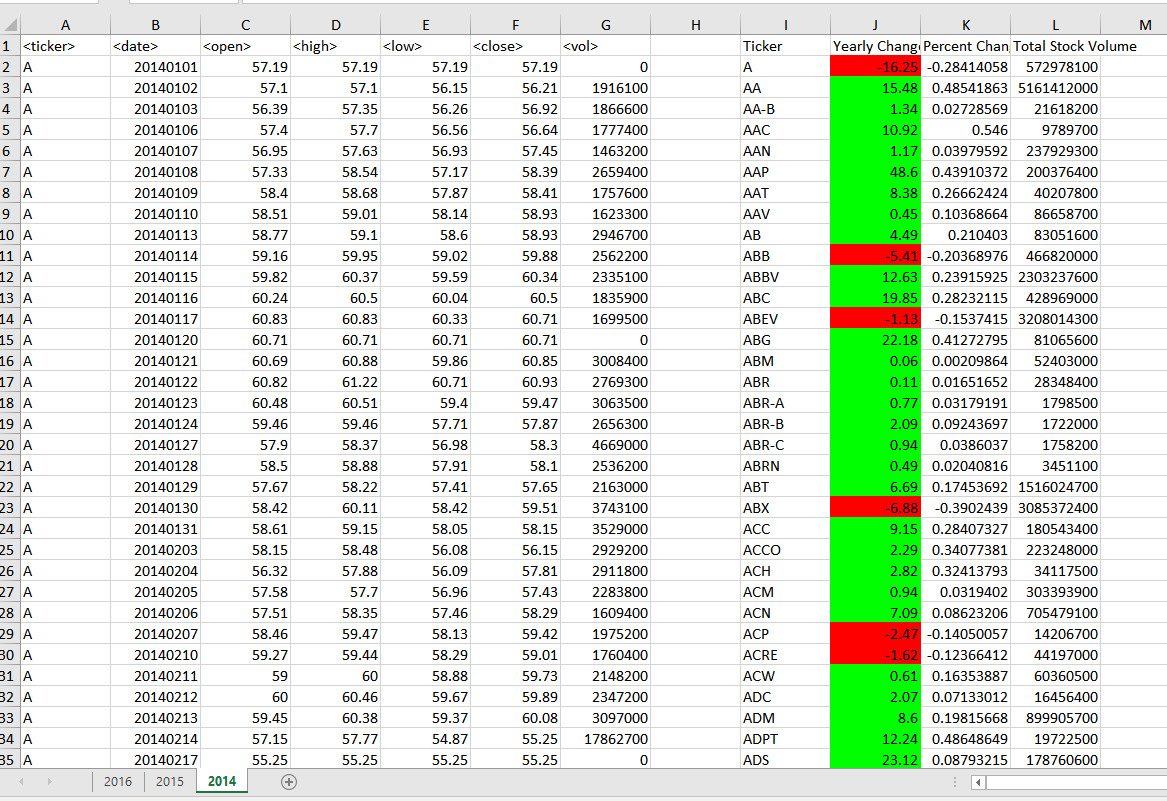 A B C D E F G H I J K L M
1 <ticker> <date> <open> <high> <low> <close> <vol> Ticker Yearly Chang Percent Chan Total Stock Volume
2 A 20140101 57.19 57.19 57.19 57.19 0 A -16.25 -0.28414058 572978100
3 A 20140102 57.1 57.1 56.15 56.21 1916100 AA 15.48 0.48541863 5161412000
4 A 20140103 56.39 57.35 56.26 56.92 1866600 AA-B 1.34 0.02728569 21618200
5 A 20140106 57.4 57.7 56.56 56.64 1777400 AAC 10.92 0.546 9789700
6 A 20140107 56.95 57.63 56.93 57.45 1463200 AAN 1.17 0.03979592 237929300
7 A 20140108 57.33 58.54 57.17 58.39 2659400 AAP 48.6 0.43910372 200376400
8 A 20140109 58.4 58.68 57.87 58.41 1757600 AAT 8.38 0.26662424 40207800
9 A 20140110 58.51 59.01 58.14 58.93 1623300 AAV 0.45 0.10368664 86658700
10 A 20140113 58.77 59.1 58.6 58.93 2946700 AB 4.49 0.210403 83051600
11 A 20140114 59.16 59.95 59.02 59.88 2562200 ABB -5.41 -0.20368976 466820000
12 A 20140115 59.82 60.37 59.59 60.34 2335100 ABBV 12.63 0.23915925 2303237600
13 A 20140116 60.24 60.5 60.04 60.5 1835900 ABC 19.85 0.28232115 428969000
14 A 20140117 60.83 60.83 60.33 60.71 1699500 ABEV -1.13 -0.1537415 3208014300
15 A 20140120 60.71 60.71 60.71 60.71 0 ABG 22.18 0.41272795 81065600
16 A 20140121 60.69 60.88 59.86 60.85 3008400 ABM 0.06 0.00209864 52403000
17 A 20140122 60.82 61.22 60.71 60.93 2769300 ABR 0.11 0.01651652 28348400
18 A 20140123 60.48 60.51 59.4 59.47 3063500 ABR-A 0.77 0.03179191 1798500
19 A 20140124 59.46 59.46 57.71 57.87 2656300 ABR-B 2.09 0.09243697 1722000
20 A 20140127 57.9 58.37 56.98 58.3 4669000 ABR-C 0.94 0.0386037 1758200
21 A 20140128 58.5 58.88 57.91 58.1 2536200 ABRN 0.49 0.02040816 3451100
22 A 20140129 57.67 58.22 57.41 57.65 2163000 ABT 6.69 0.17453692 1516024700
23 A 20140130 58.42 60.11 58.42 59.51 3743100 ABX -6.88 -0.3902439 3085372400
24 A 20140131 58.61 59.15 58.05 58.15 3529000 ACC 9.15 0.28407327 180543400
25 A 20140203 58.15 58.48 56.08 56.15 2929200 ACCO 2.29 0.34077381 223248000
26 A 20140204 56.32 57.88 56.09 57.81 2911800 ACH 2.82 0.32413793 34117500
27 A 20140205 57.58 57.7 56.96 57.43 2283800 ACM 0.94 0.0319402 303393900
28 A 20140206 57.51 58.35 57.46 58.29 1609400 ACN 7.09 0.08623206 705479100
29 A 20140207 58.46 59.47 58.13 59.42 1975200 ACP -2.47 -0.14050057 14206700
30 A 20140210 59.27 59.44 58.29 59.01 1760400 ACRE -1.62 -0.12366412 44197000
31 A 20140211 59 60 58.88 59.73 2148200 ACW 0.61 0.16353887 60360500
32 A 20140212 60 60.46 59.67 59.89 2347200 ADC 2.07 0.07133012 16456400
33 A 20140213 59.45 60.38 59.37 60.08 3097000 ADM 8.6 0.19815668 899905700
34 A 20140214 57.15 57.77 54.87 55.25 17862700 ADPT 12.24 0.48648649 19722500
35 A 20140217 55.25 55.25 55.25 55.25 0 ADS 23.12 0.08793215 178760600
2016 2015 2014